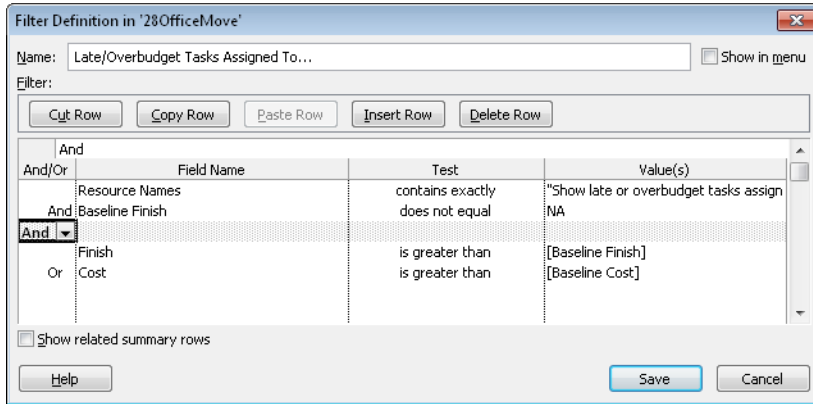 Filter Definition in '28OfficeMove'
Name: Late/Overbudget Tasks Assigned To... Show in menu
Filter:
Cut Row Copy Row Paste Row Insert Row Delete Row
And
And/Or Field Name Test Value(s)
Resource Names contains exactly "Show late or overbudget tasks assign
And Baseline Finish does not equal NA
And
Finish is greater than [Baseline Finish]
Or Cost is greater than [Baseline Cost]
Show related summary rows
Help Save Cancel